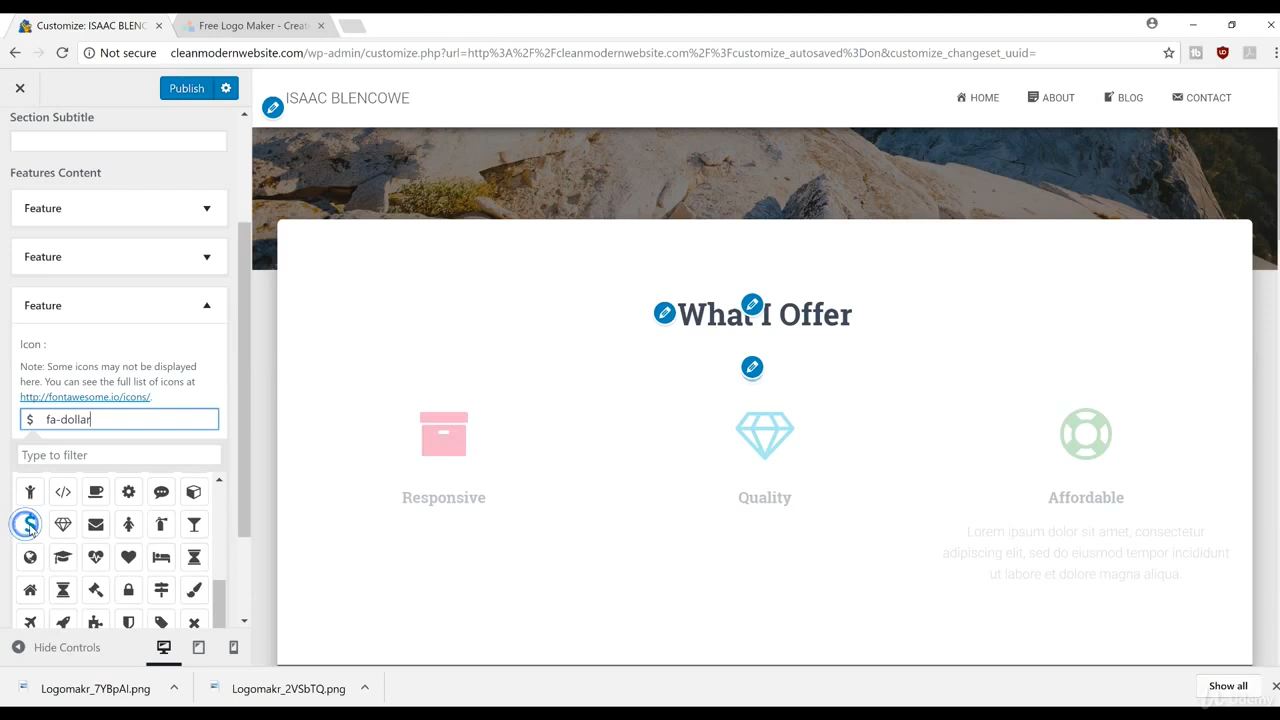 Customize: ISAAC BLENC
Free Logo Maker - Creati
Not secure
cleanmodernwebsite.com/wp-admin/customize.php?url=http%3A%2F%2Fcleanmodernwebsite.com%2F%3Fcustomize_autosaved%3Don&customize_changeset_uuid=
Publish
Section Subtitle
Features Content
Feature
Feature
Feature
Icon :
Note: Some icons may not be displayed
here. You can see the full list of icons at
http://fontawesome.io/icons/.
$ fa-dollar
Type to filter
Hide Controls
ISAAC BLENCOWE
HOME
ABOUT
BLOG
CONTACT
What I Offer
Responsive
Quality
Affordable
Lorem ipsum dolor sit amet, consectetur
adipiscing elit, sed do eiusmod tempor incididunt
ut labore et dolore magna aliqua.
Logomakr_7YBpAl.png
Logomakr_2VSbTQ.png
Show all
Udemy